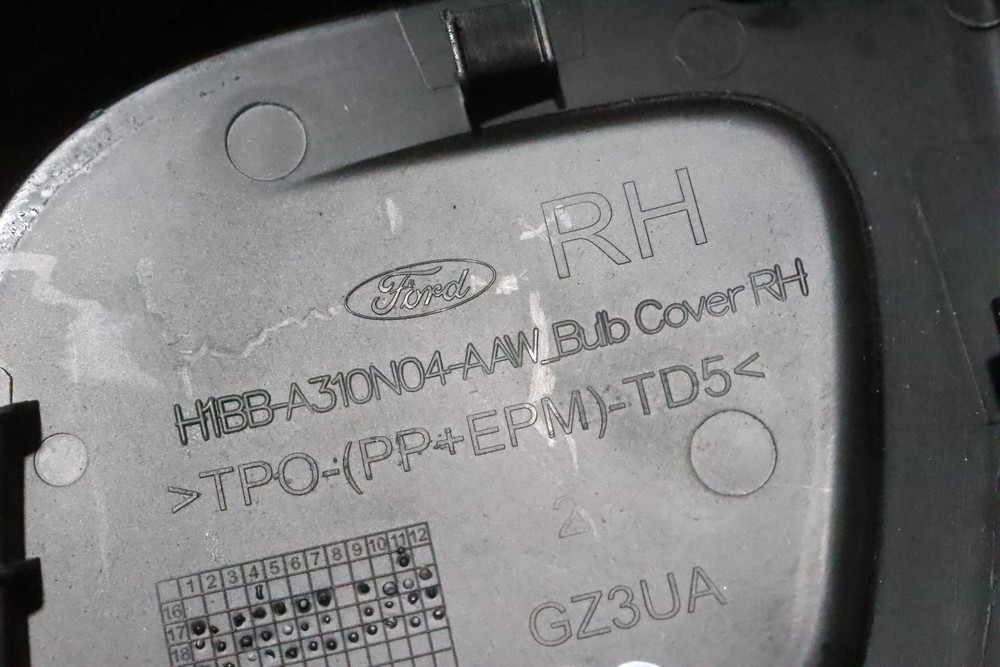 RH
Ford
H1BB-A310N04-AAW_Bulb Cover RH
>TPO-(PP+EPM)-TD5<
2
1 2 3 4 5 6 7 8 9 10 11 12
16
17
18
GZ3UA